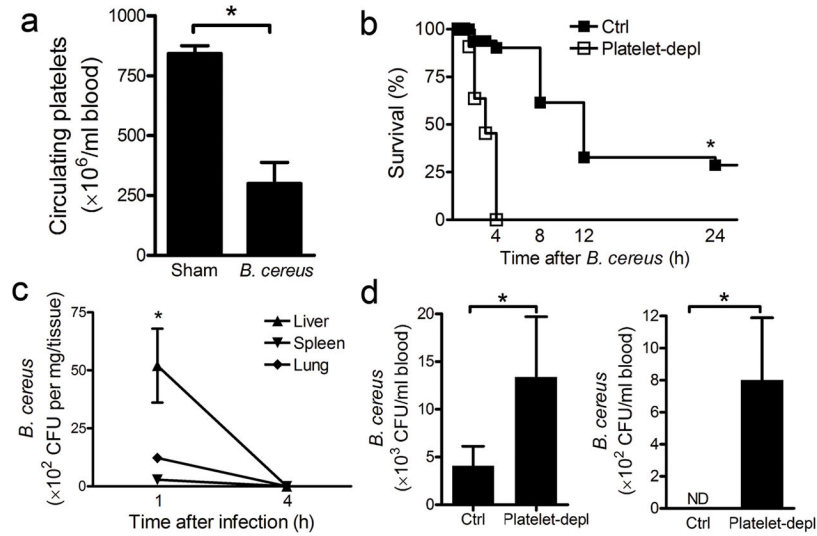 a
Circulating platelets
(×10⁶/ml blood)
1000
750
500
250
0
*
Sham
B. cereus
b
Survival (%)
100
75
50
25
0
Ctrl
Platelet-depl
*
4 8 12 24
Time after B. cereus (h)
c
B. cereus
(×10² CFU per mg/tissue)
75
50
25
0
*
Liver
Spleen
Lung
1 4
Time after infection (h)
d
B. cereus
(×10³ CFU/ml blood)
20
15
10
5
0
*
Ctrl Platelet-depl
B. cereus
(×10² CFU/ml blood)
12
10
8
6
4
2
0
*
ND
Ctrl Platelet-depl